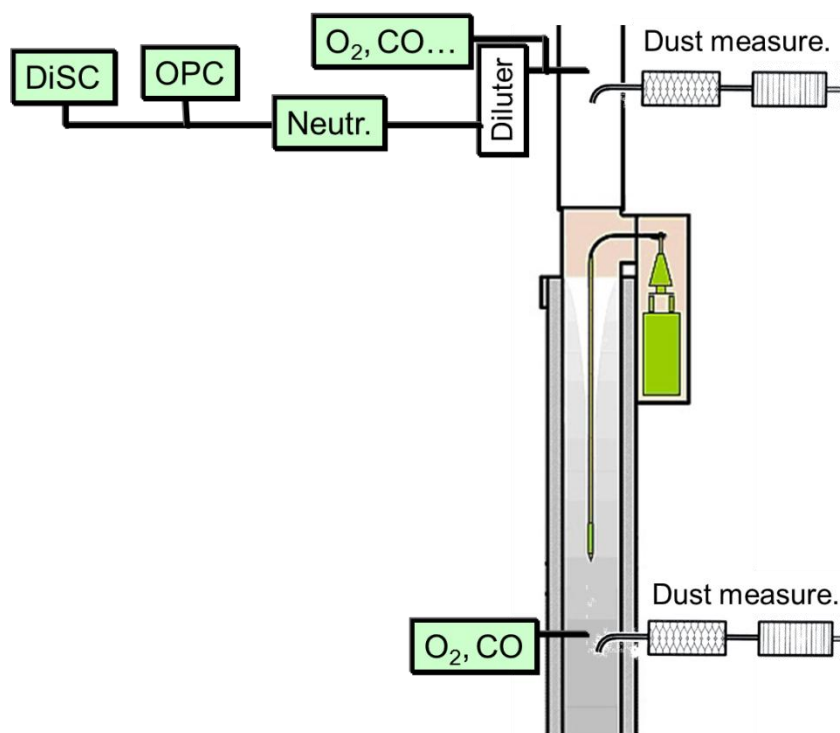 O₂, CO...
Dust measure.
DiSC
OPC
Neutr.
Diluter
Dust measure.
O₂, CO